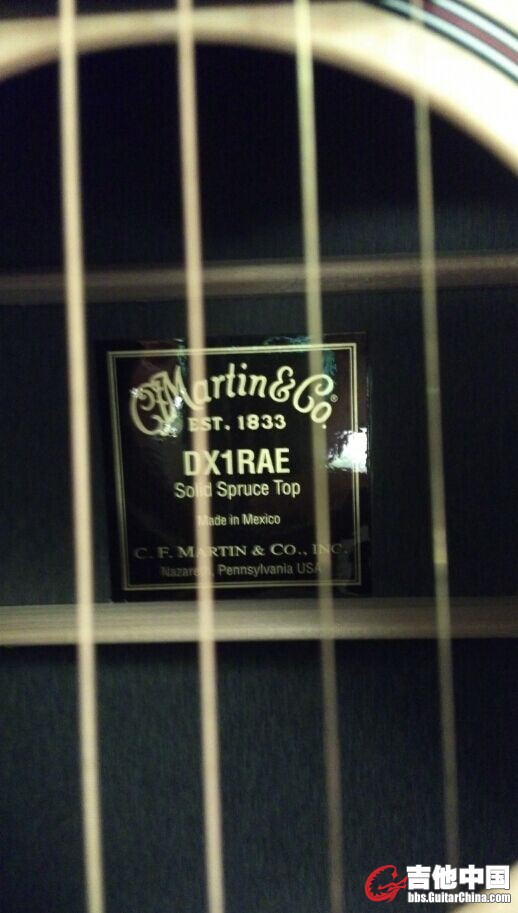 CFMartin & Co.®
EST. 1833
DX1RAE
Solid Spruce Top
Made in Mexico
C. F. MARTIN & CO., INC.
Nazareth, Pennsylvania USA
吉他中国
bbs.GuitarChina.com